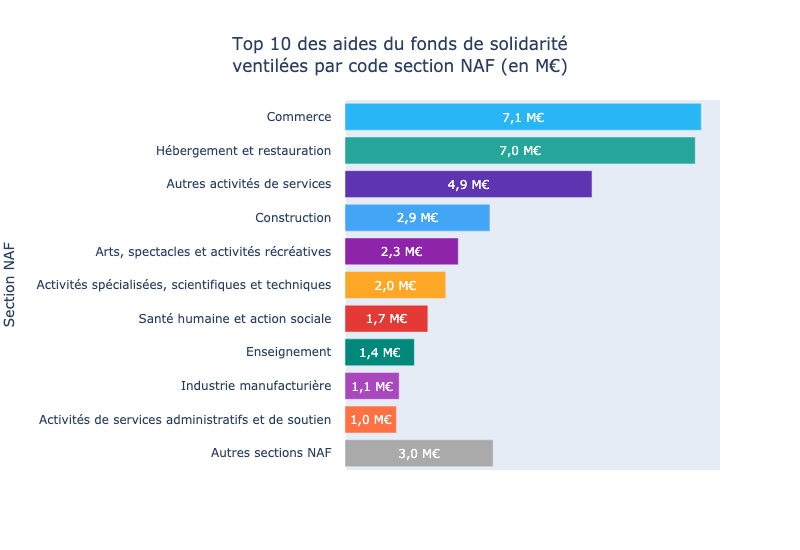 Top 10 des aides du fonds de solidarité
ventilées par code section NAF (en M€)
Section NAF
Commerce 7,1 M€
Hébergement et restauration 7,0 M€
Autres activités de services 4,9 M€
Construction 2,9 M€
Arts, spectacles et activités récréatives 2,3 M€
Activités spécialisées, scientifiques et techniques 2,0 M€
Santé humaine et action sociale 1,7 M€
Enseignement 1,4 M€
Industrie manufacturière 1,1 M€
Activités de services administratifs et de soutien 1,0 M€
Autres sections NAF 3,0 M€